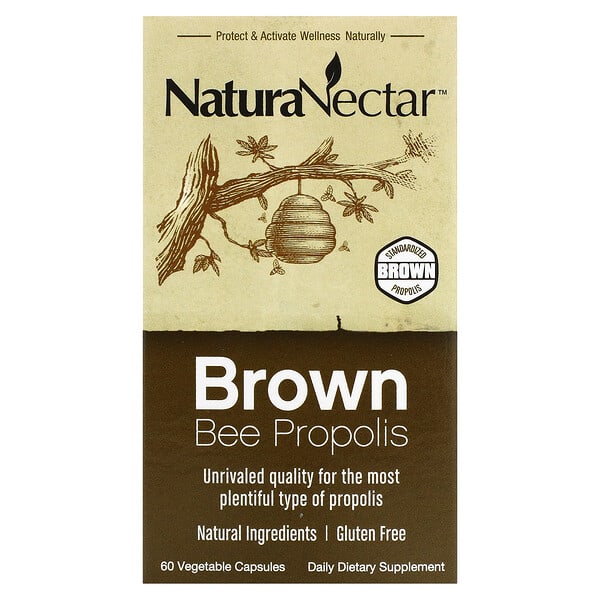 Protect & Activate Wellness Naturally
NaturaNectar™
STANDARDIZED
BROWN
PROPOLIS
Brown
Bee Propolis
Unrivaled quality for the most
plentiful type of propolis
Natural Ingredients | Gluten Free
60 Vegetable Capsules Daily Dietary Supplement